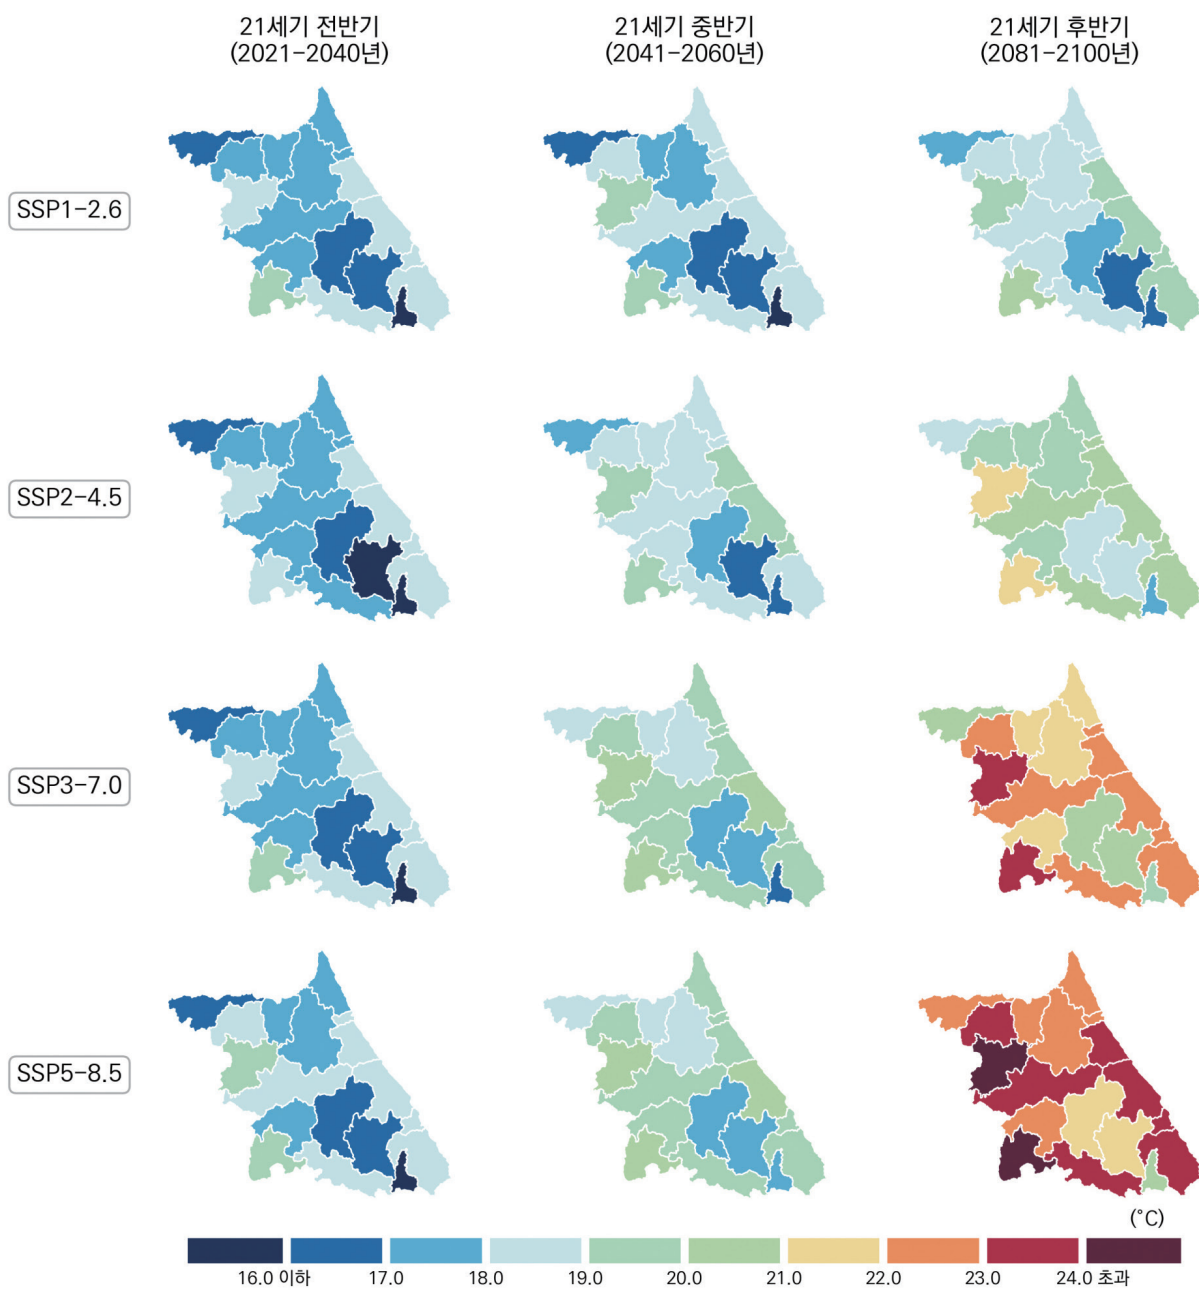 21세기 전반기
(2021-2040년)
21세기 중반기
(2041-2060년)
21세기 후반기
(2081-2100년)
SSP1-2.6
SSP2-4.5
SSP3-7.0
SSP5-8.5
(°C)
16.0 이하 17.0 18.0 19.0 20.0 21.0 22.0 23.0 24.0 초과